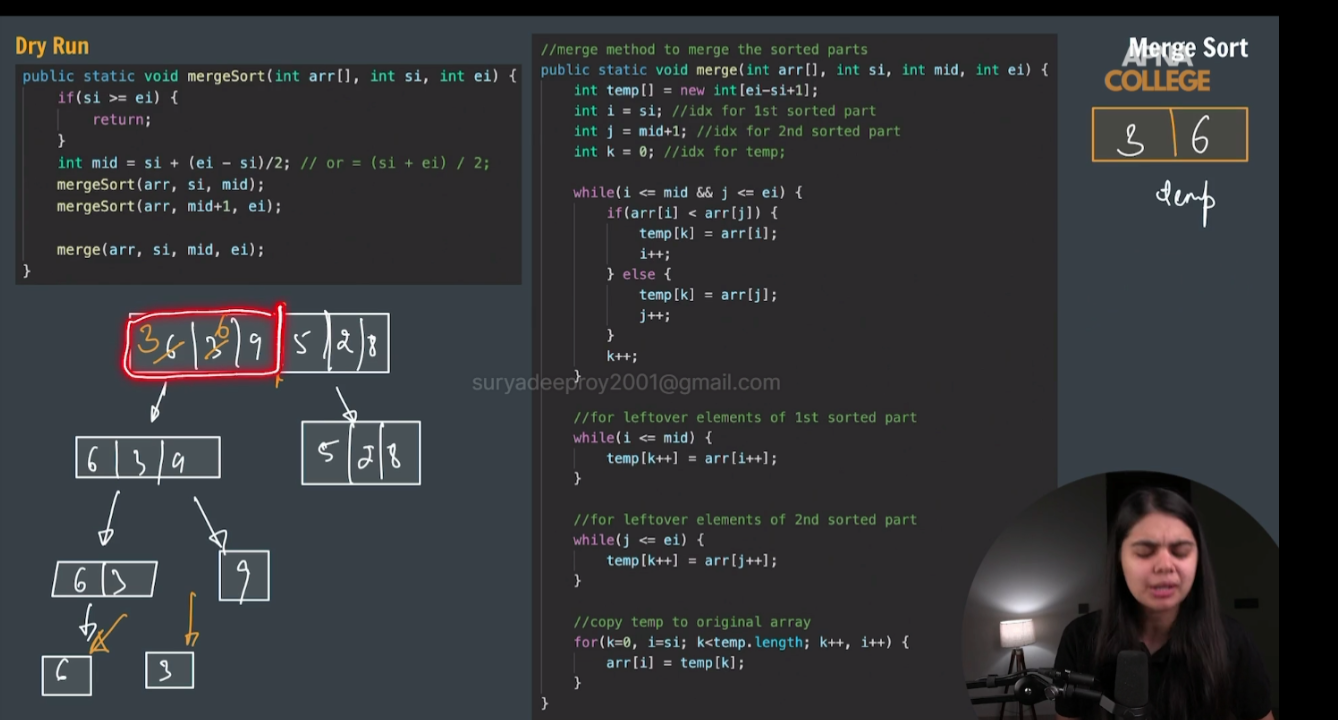 Dry Run
public static void mergeSort(int arr[], int si, int ei) {
if(si >= ei) {
return;
}
int mid = si + (ei - si)/2; // or = (si + ei) / 2;
mergeSort(arr, si, mid);
mergeSort(arr, mid+1, ei);
merge(arr, si, mid, ei);
}
3 6 | 3 6 | 9 | 5 | 2 | 8
6 | 3 | 9
5 | 2 | 8
6 | 3
9
6
3
//merge method to merge the sorted parts
public static void merge(int arr[], int si, int mid, int ei) {
int temp[] = new int[ei-si+1];
int i = si; //idx for 1st sorted part
int j = mid+1; //idx for 2nd sorted part
int k = 0; //idx for temp;
while(i <= mid && j <= ei) {
if(arr[i] < arr[j]) {
temp[k] = arr[i];
i++;
} else {
temp[k] = arr[j];
j++;
}
k++;
}
suryadeeproy2001@gmail.com
//for leftover elements of 1st sorted part
while(i <= mid) {
temp[k++] = arr[i++];
}
//for leftover elements of 2nd sorted part
while(j <= ei) {
temp[k++] = arr[j++];
}
//copy temp to original array
for(k=0, i=si; k<temp.length; k++, i++) {
arr[i] = temp[k];
}
}
Merge Sort
APNA
COLLEGE
3 | 6
temp